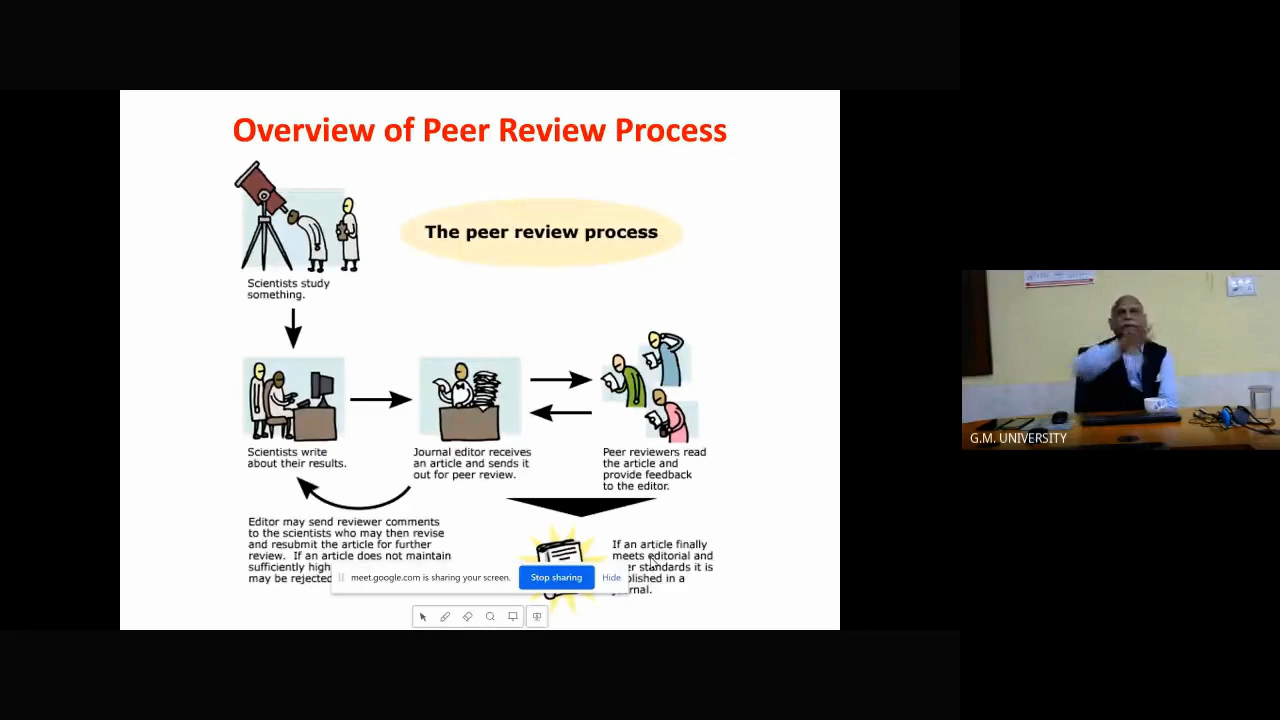 Overview of Peer Review Process
The peer review process
Scientists study
something.
Scientists write
about their results.
Journal editor receives
an article and sends it
out for peer review.
Peer reviewers read
the article and
provide feedback
to the editor.
Editor may send reviewer comments
to the scientists who may then revise
and resubmit the article for further
review. If an article does not maintain
sufficiently high
may be rejected
If an article finally
meets editorial and
er standards it is
blished in a
rnal.
meet.google.com is sharing your screen.
Stop sharing
Hide
G.M. UNIVERSITY